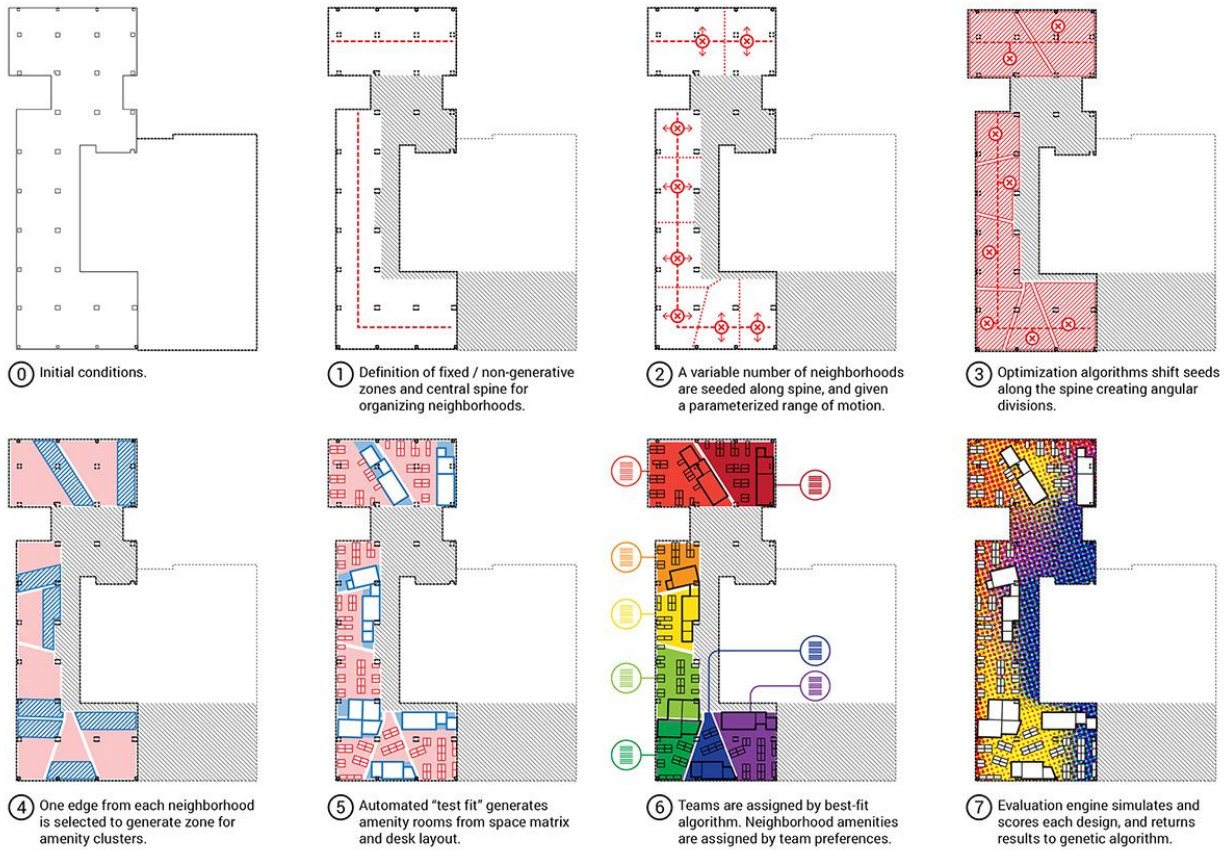 0 Initial conditions.
1 Definition of fixed / non-generative
zones and central spine for
organizing neighborhoods.
2 A variable number of neighborhoods
are seeded along spine, and given
a parameterized range of motion.
3 Optimization algorithms shift seeds
along the spine creating angular
divisions.
4 One edge from each neighborhood
is selected to generate zone for
amenity clusters.
5 Automated “test fit” generates
amenity rooms from space matrix
and desk layout.
6 Teams are assigned by best-fit
algorithm. Neighborhood amenities
are assigned by team preferences.
7 Evaluation engine simulates and
scores each design, and returns
results to genetic algorithm.